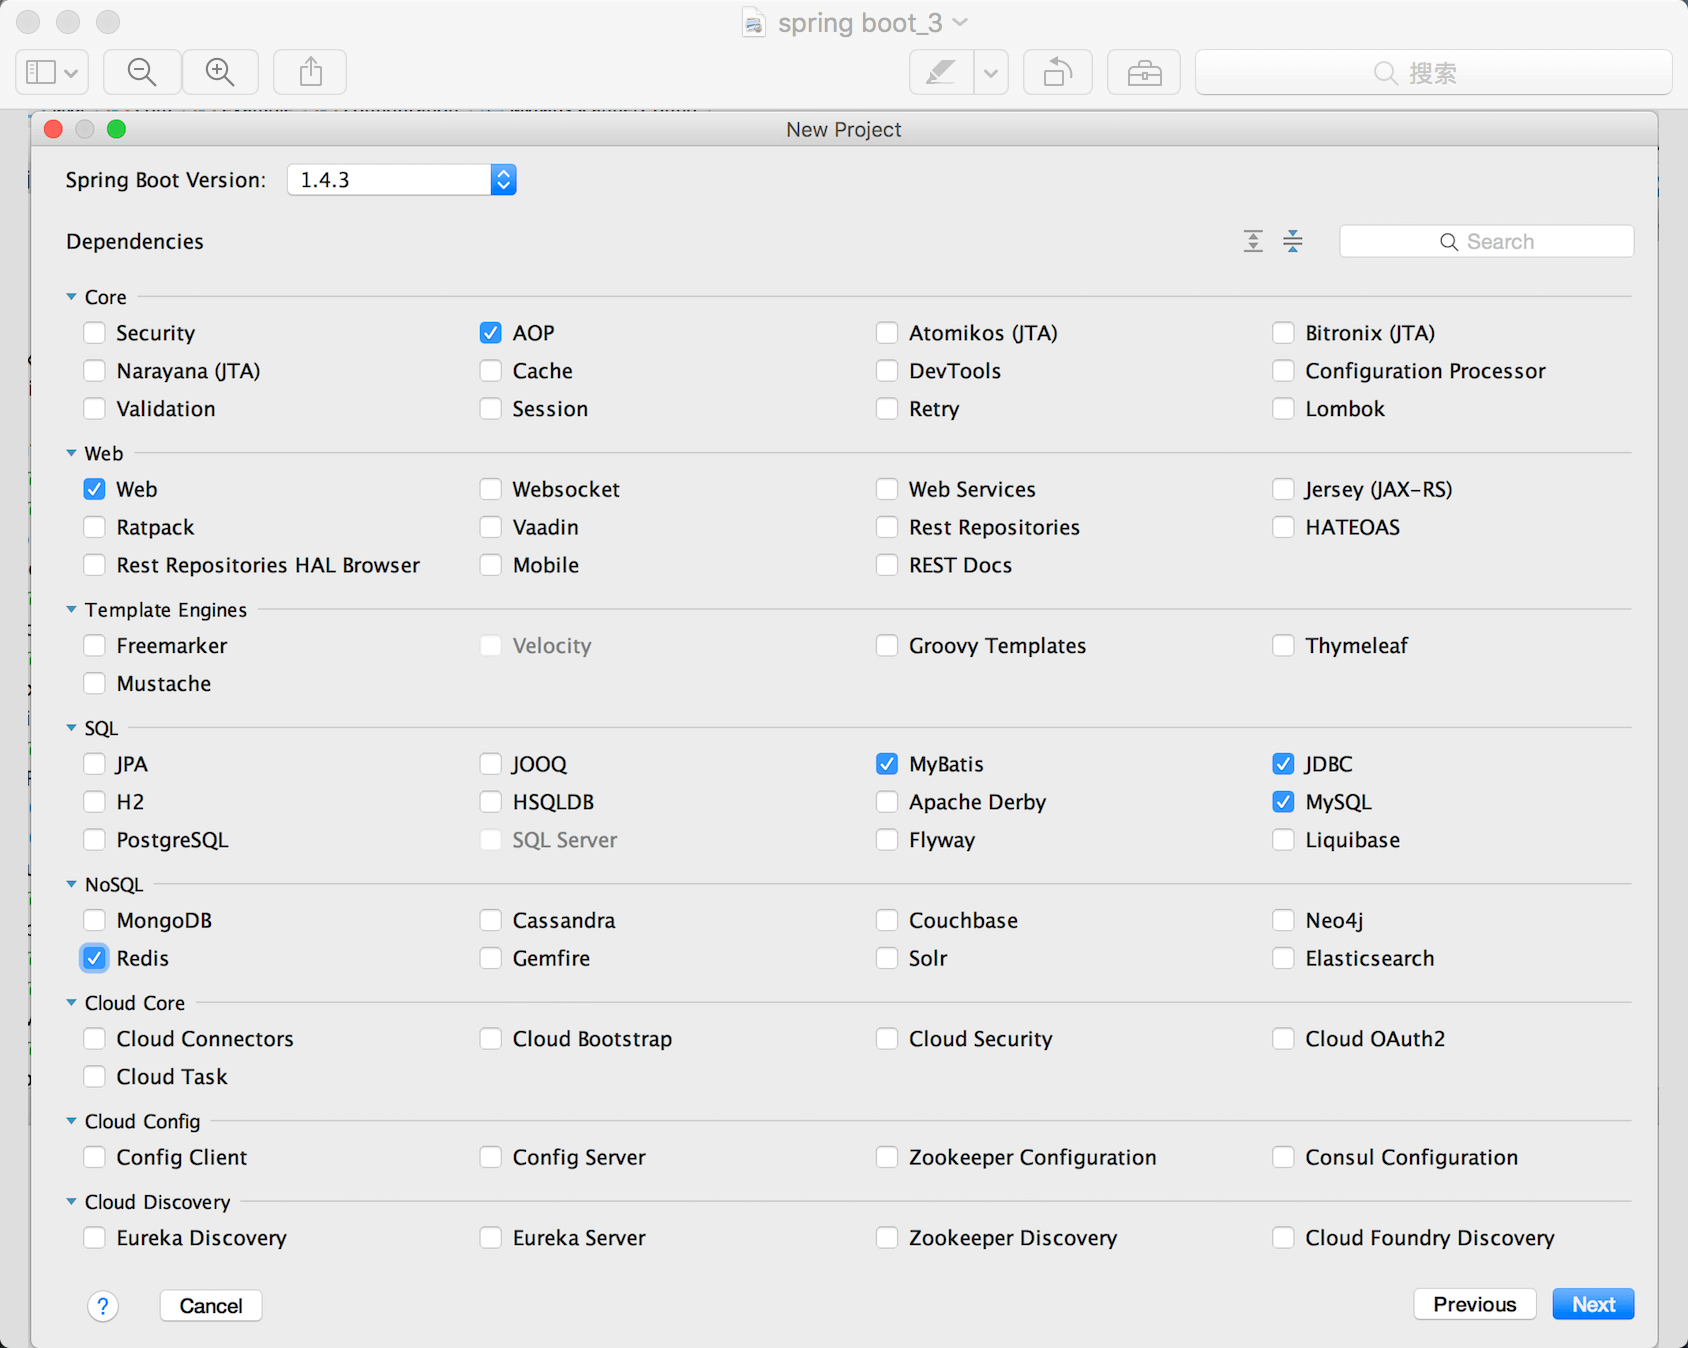 spring boot_3
搜索
New Project
Spring Boot Version: 1.4.3
Dependencies
Search
Core
Security AOP Atomikos (JTA) Bitronix (JTA)
Narayana (JTA) Cache DevTools Configuration Processor
Validation Session Retry Lombok
Web
Web Websocket Web Services Jersey (JAX-RS)
Ratpack Vaadin Rest Repositories HATEOAS
Rest Repositories HAL Browser Mobile REST Docs
Template Engines
Freemarker Velocity Groovy Templates Thymeleaf
Mustache
SQL
JPA JOOQ MyBatis JDBC
H2 HSQLDB Apache Derby MySQL
PostgreSQL SQL Server Flyway Liquibase
NoSQL
MongoDB Cassandra Couchbase Neo4j
Redis Gemfire Solr Elasticsearch
Cloud Core
Cloud Connectors Cloud Bootstrap Cloud Security Cloud OAuth2
Cloud Task
Cloud Config
Config Client Config Server Zookeeper Configuration Consul Configuration
Cloud Discovery
Eureka Discovery Eureka Server Zookeeper Discovery Cloud Foundry Discovery
? Cancel Previous Next